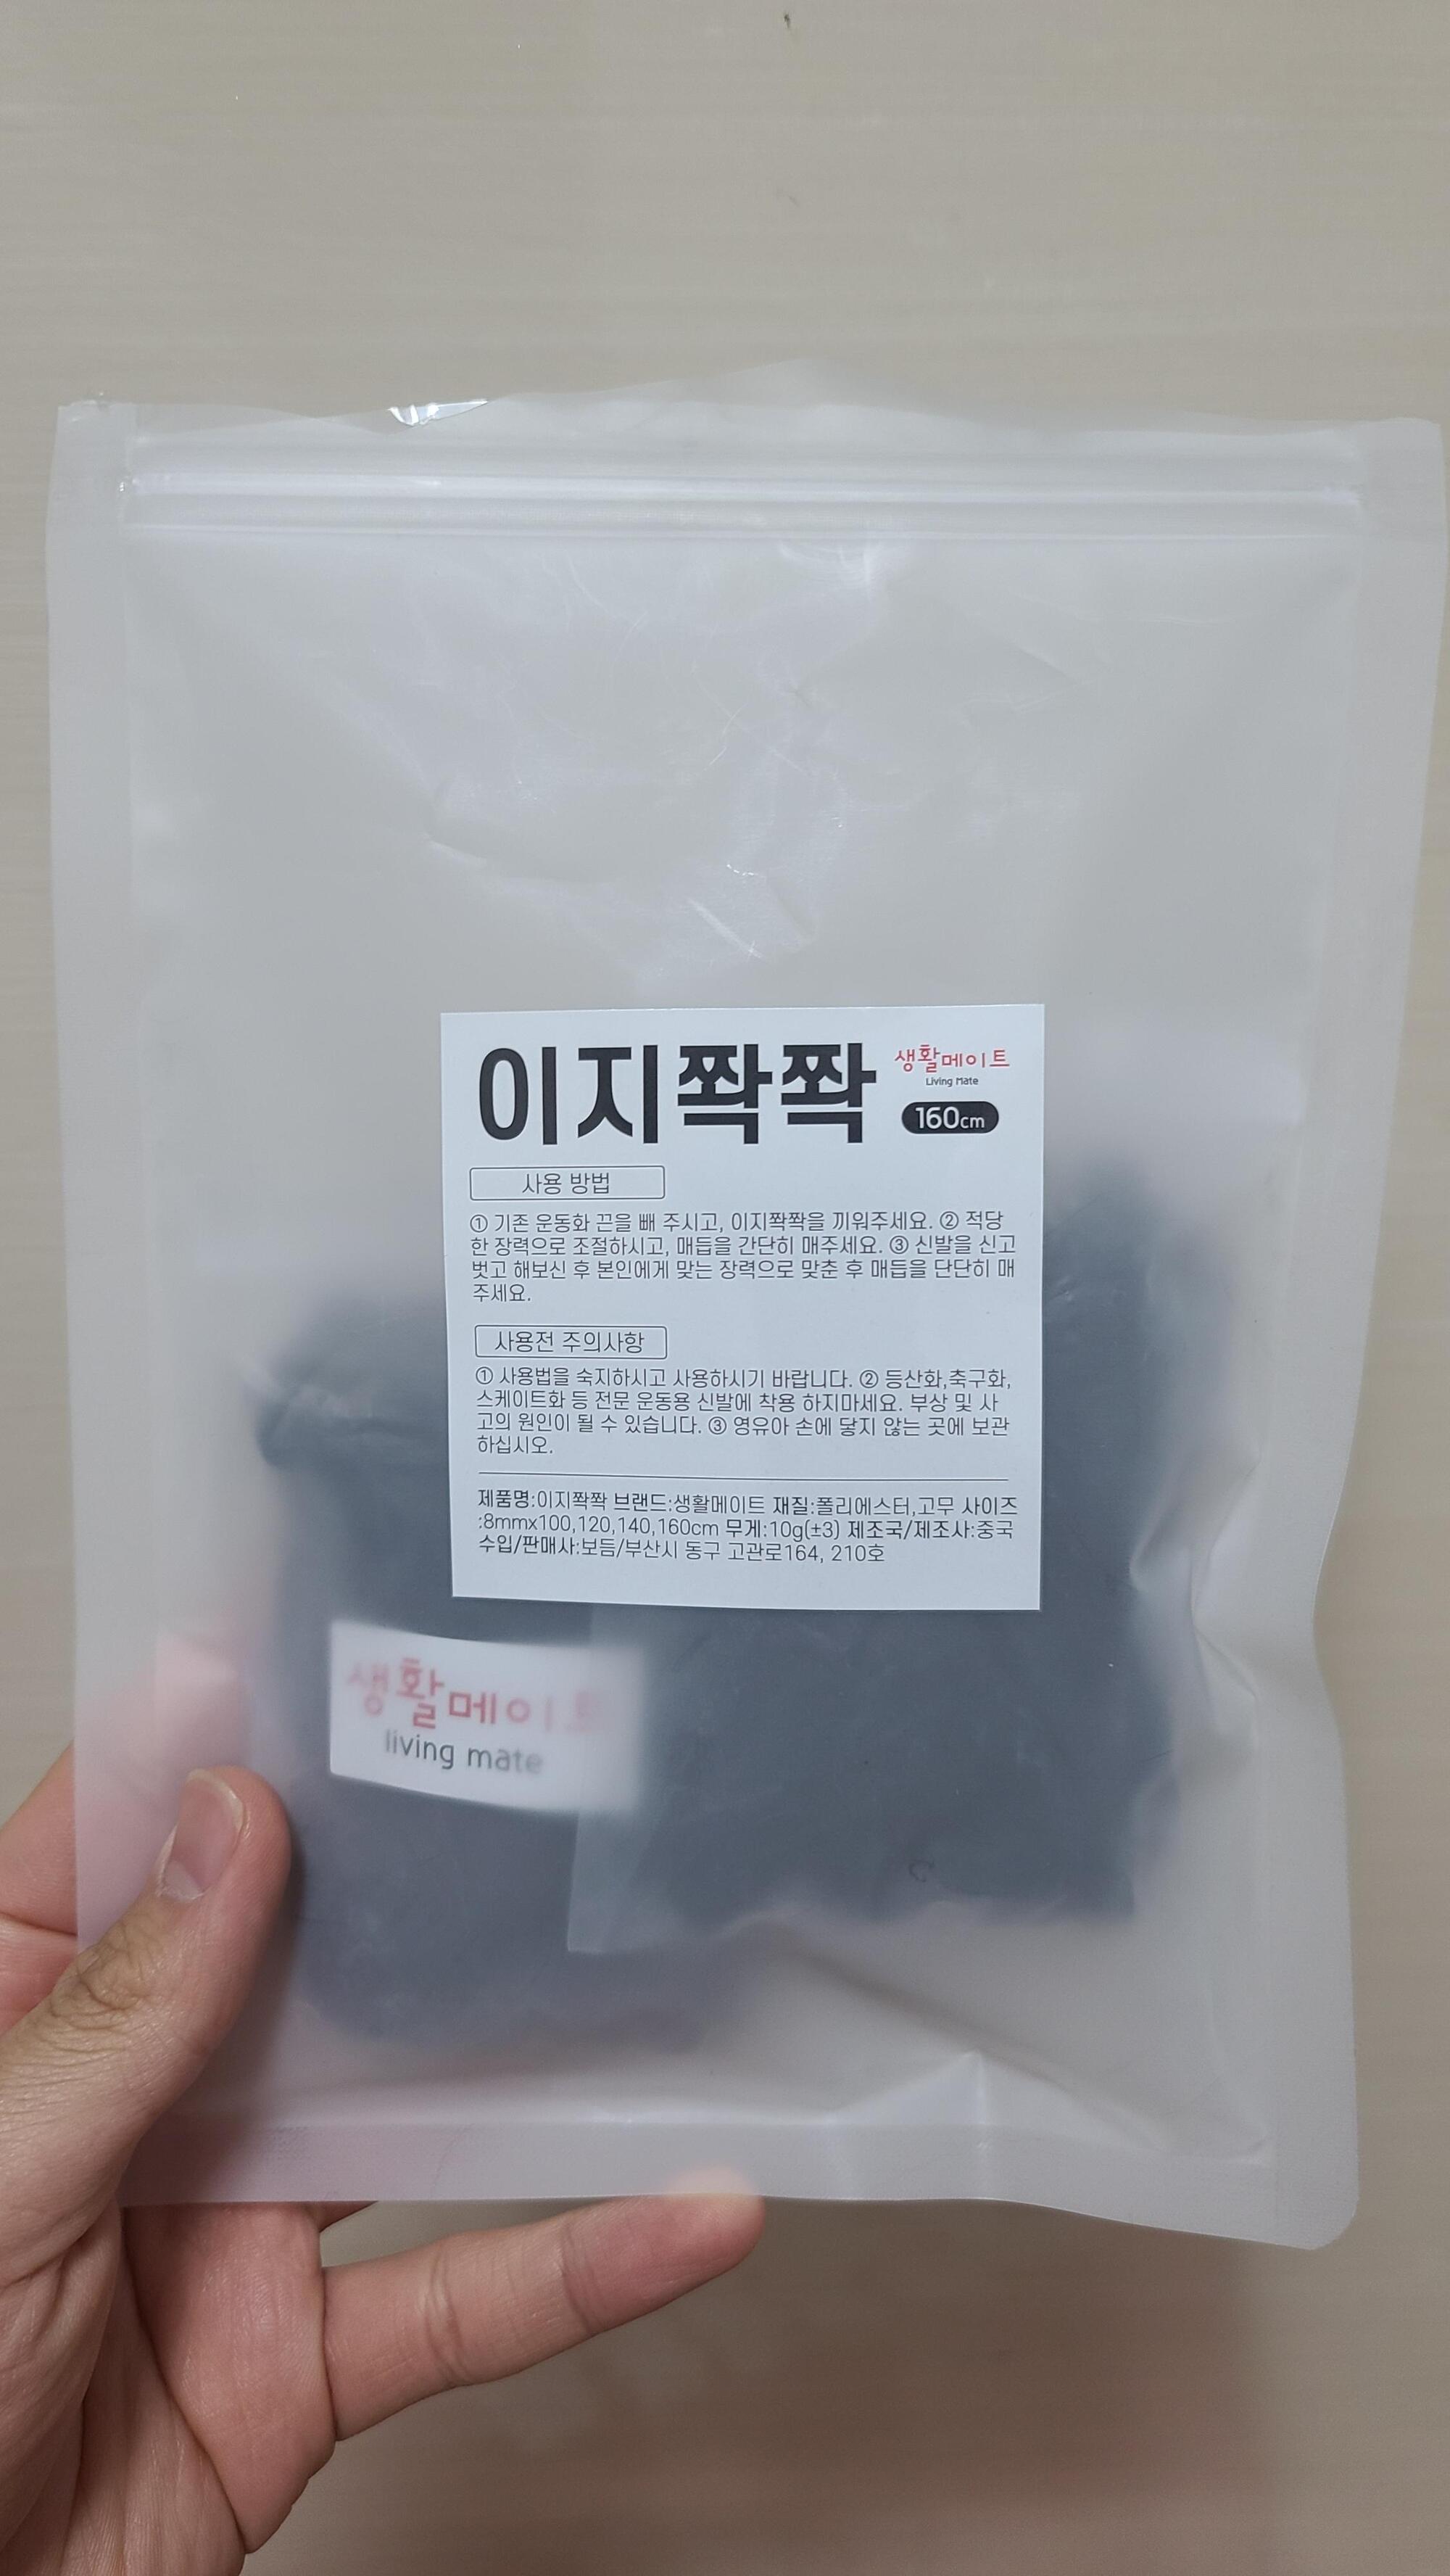 이지쫙쫙
생활메이트
Living Mate
160cm
사용 방법
① 기존 운동화 끈을 빼 주시고, 이지쫙쫙을 끼워주세요. ② 적당
한 장력으로 조절하시고, 매듭을 간단히 매주세요. ③ 신발을 신고
벗고 해보신 후 본인에게 맞는 장력으로 맞춘 후 매듭을 단단히 매
주세요.
사용전 주의사항
① 사용법을 숙지하시고 사용하시기 바랍니다. ② 등산화,축구화,
스케이트화 등 전문 운동용 신발에 착용 하지마세요. 부상 및 사
고의 원인이 될 수 있습니다. ③ 영유아 손에 닿지 않는 곳에 보관
하십시오.
제품명:이지쫙쫙 브랜드:생활메이트 재질:폴리에스터,고무 사이즈
:8mmx100,120,140,160cm 무게:10g(±3) 제조국/제조사:중국
수입/판매사:보듬/부산시 동구 고관로164, 210호
생활메이트
living mate